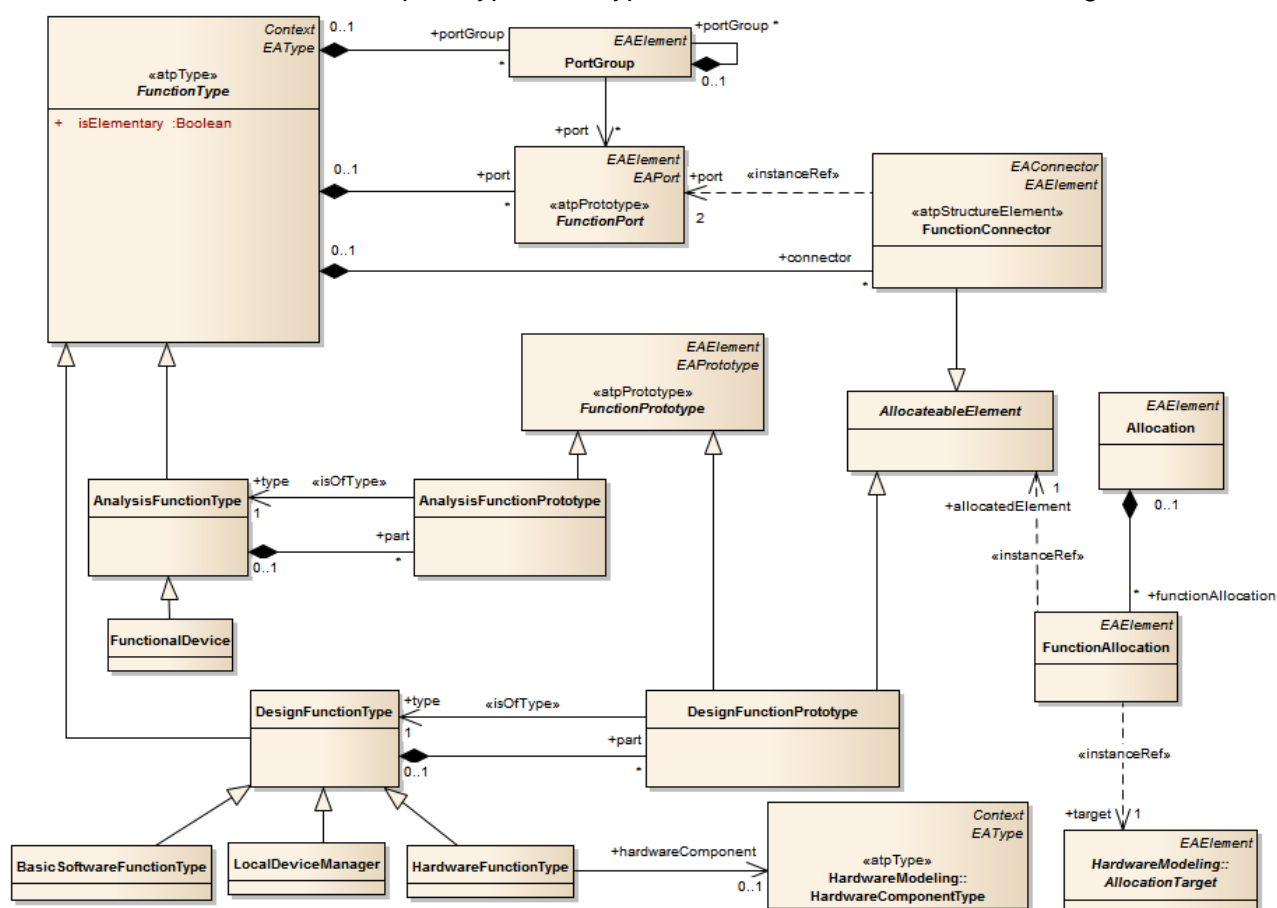 Context
EAType
«atpType»
FunctionType
+ isElementary :Boolean
0..1
+portGroup
*
EAElement
PortGroup
+portGroup *
0..1
+port
*
0..1
+port
*
EAElement
EAPort
«atpPrototype»
FunctionPort
+port
2
«instanceRef»
EAConnector
EAElement
«atpStructureElement»
FunctionConnector
0..1
+connector
*
EAElement
EAPrototype
«atpPrototype»
FunctionPrototype
AllocateableElement
EAElement
Allocation
0..1
AnalysisFunctionType
+type
1
«isOfType»
AnalysisFunctionPrototype
+part
*
0..1
1
+allocatedElement
«instanceRef»
* +functionAllocation
FunctionalDevice
EAElement
FunctionAllocation
DesignFunctionType
+type
1
«isOfType»
DesignFunctionPrototype
+part
*
0..1
«instanceRef»
+target
1
BasicSoftwareFunctionType
LocalDeviceManager
HardwareFunctionType
+hardwareComponent
0..1
Context
EAType
«atpType»
HardwareModeling::
HardwareComponentType
EAElement
HardwareModeling::
AllocationTarget